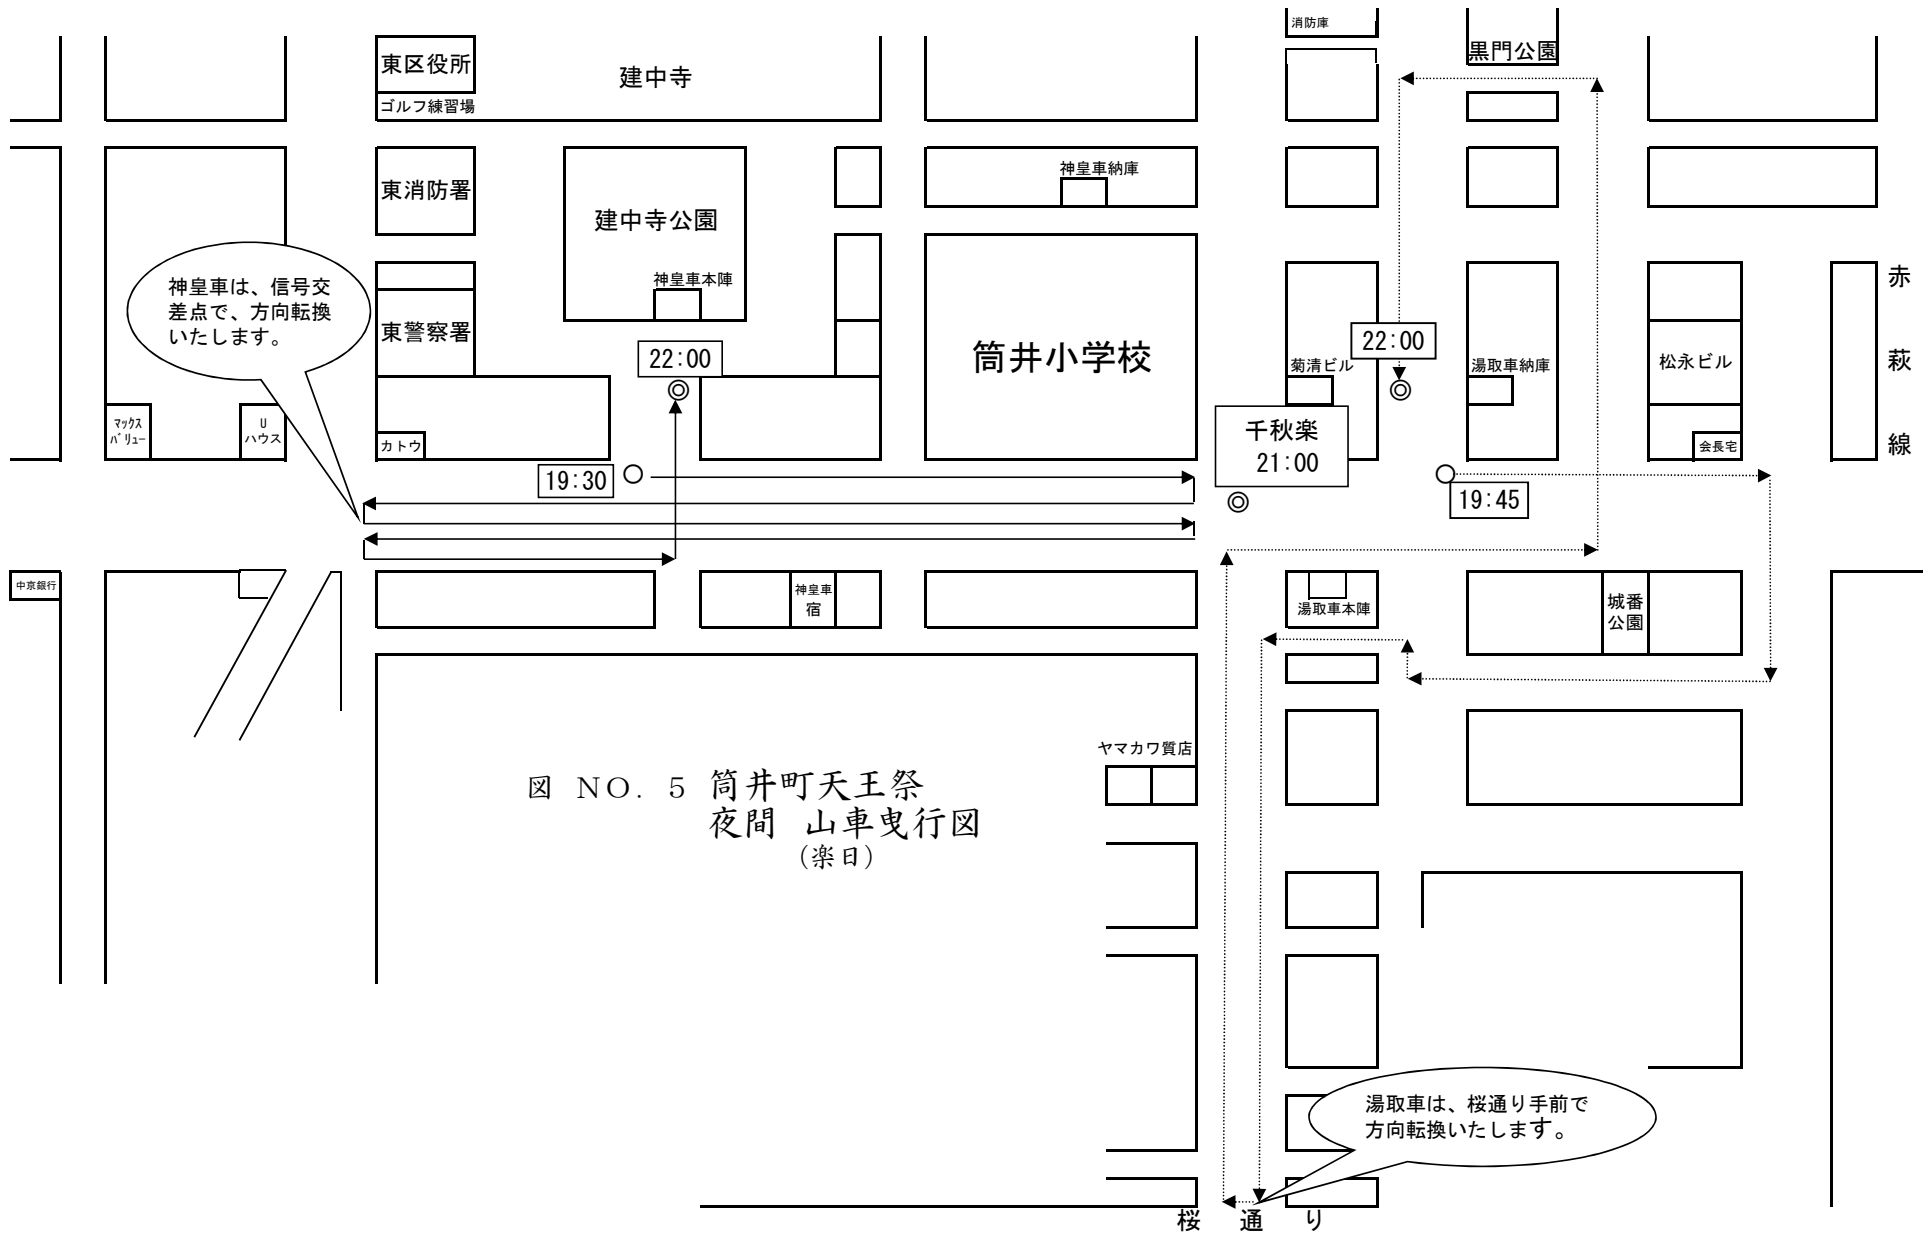 消防庫
東区役所
建中寺
黒門公園
ゴルフ練習場
神皇車納庫
東消防署
建中寺公園
神皇車は、信号交
差点で、方向転換
いたします。
神皇車本陣
赤
萩
線
東警察署
22:00
筒井小学校
22:00
菊清ビル
湯取車納庫
松永ビル
マックス
バリュー
U
ハウス
カトウ
千秋楽
21:00
会長宅
19:30
19:45
中京銀行
神皇車
宿
湯取車本陣
城番
公園
ヤマカワ質店
図 NO. 5 筒井町天王祭
夜間 山車曳行図
(楽日)
湯取車は、桜通り手前で
方向転換いたします。
桜 通 り